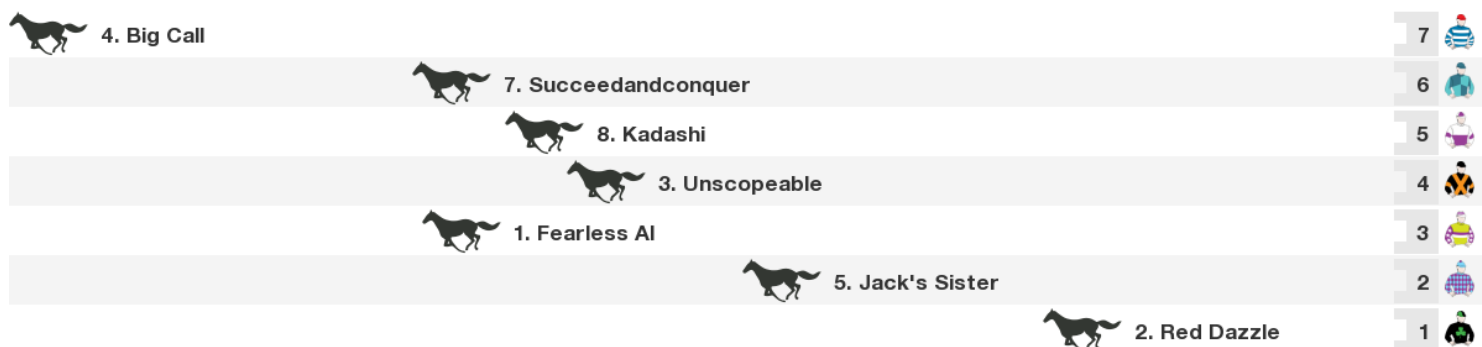 4. Big Call 7
7. Succeedandconquer 6
8. Kadashi 5
3. Unscopeable 4
1. Fearless Al 3
5. Jack's Sister 2
2. Red Dazzle 1